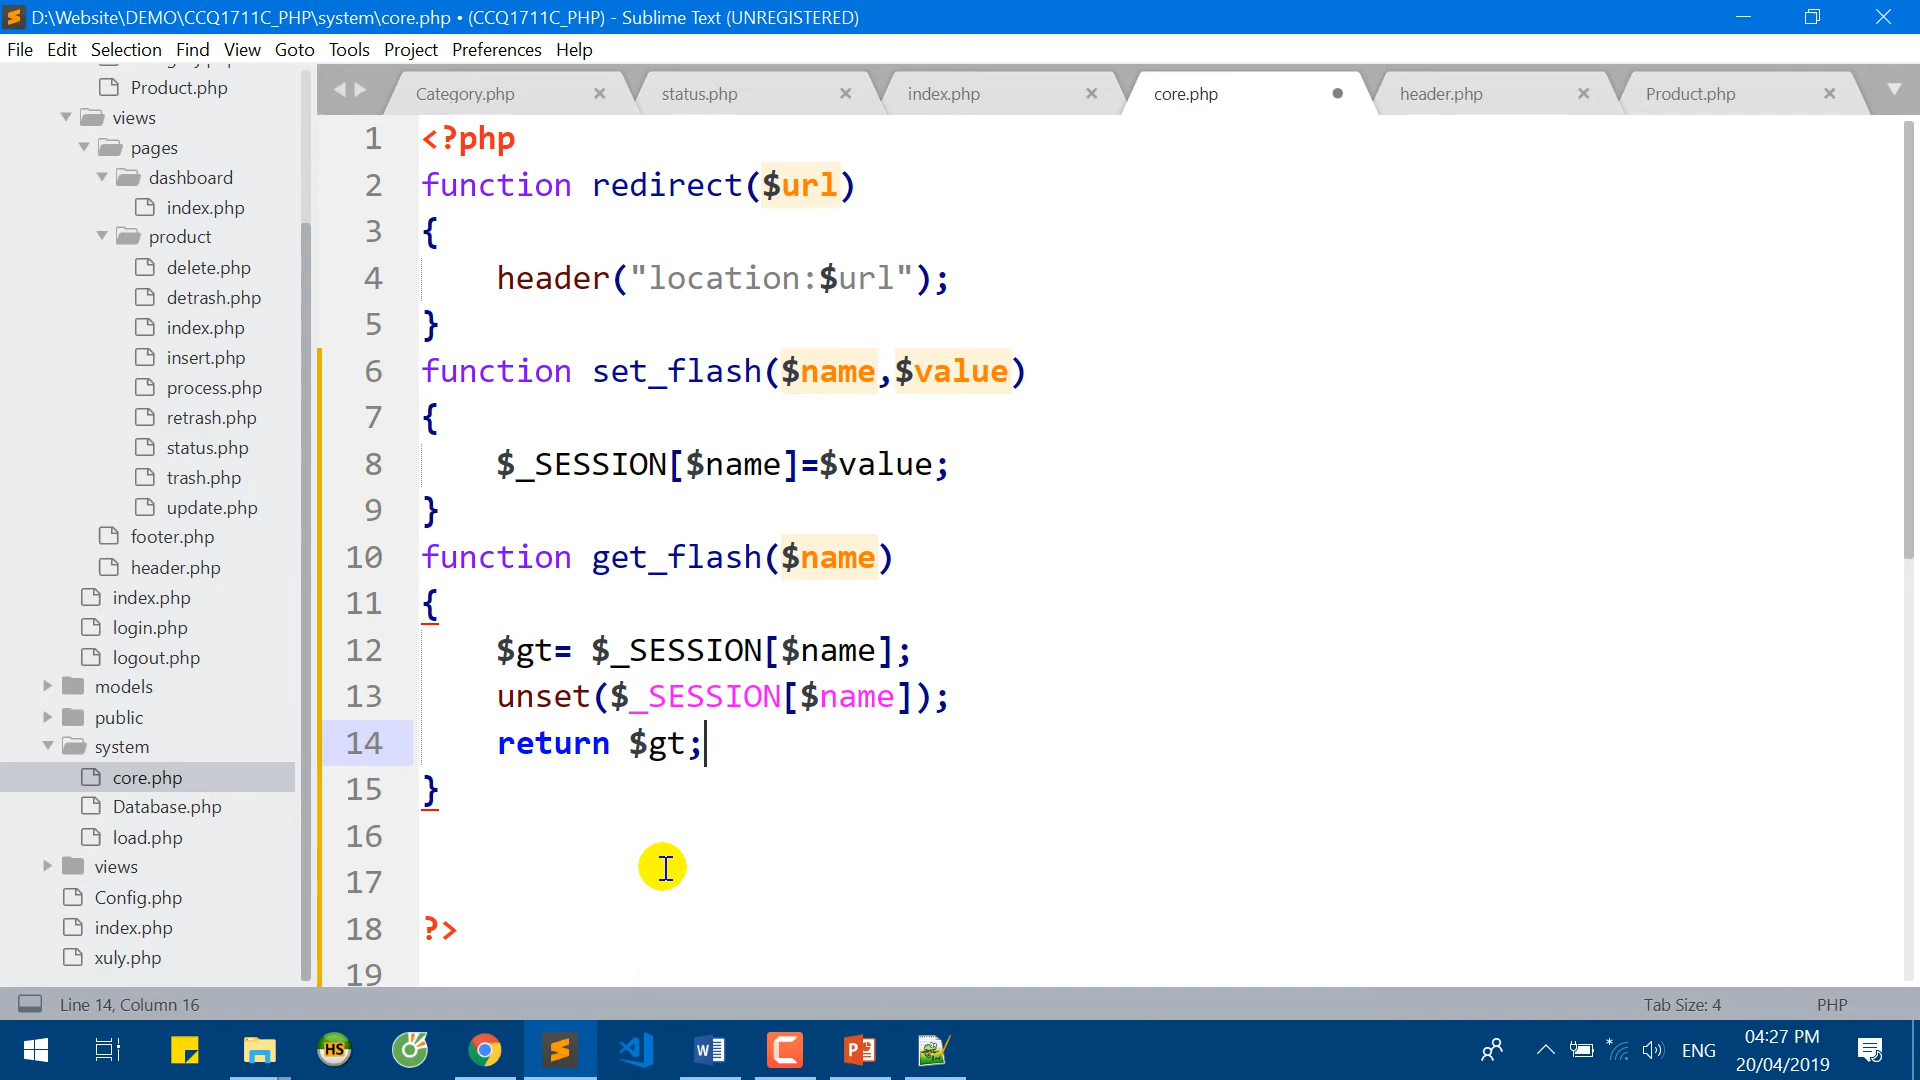 D:\Website\DEMO\CCQ1711C_PHP\system\core.php • (CCQ1711C_PHP) - Sublime Text (UNREGISTERED)
File Edit Selection Find View Goto Tools Project Preferences Help
Product.php
views
pages
dashboard
index.php
product
delete.php
detrash.php
index.php
insert.php
process.php
retrash.php
status.php
trash.php
update.php
footer.php
header.php
index.php
login.php
logout.php
models
public
system
core.php
Database.php
load.php
views
Config.php
index.php
xuly.php
Category.php status.php index.php core.php header.php Product.php
1 <?php
2 function redirect($url)
3 {
4 header("location:$url");
5 }
6 function set_flash($name,$value)
7 {
8 $_SESSION[$name]=$value;
9 }
10 function get_flash($name)
11 {
12 $gt= $_SESSION[$name];
13 unset($_SESSION[$name]);
14 return $gt;
15 }
16
17
18 ?>
19
Line 14, Column 16 Tab Size: 4 PHP
HS
ENG
04:27 PM
20/04/2019